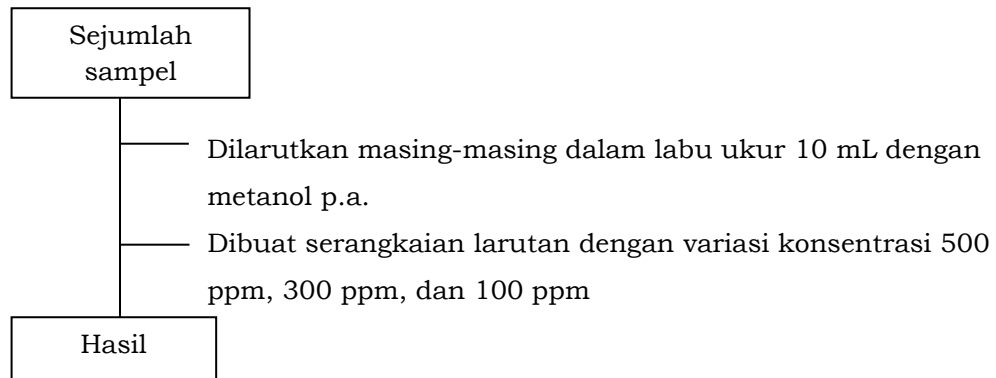 Sejumlah
sampel
Dilarutkan masing-masing dalam labu ukur 10 mL dengan
metanol p.a.
Dibuat serangkaian larutan dengan variasi konsentrasi 500
ppm, 300 ppm, dan 100 ppm
Hasil